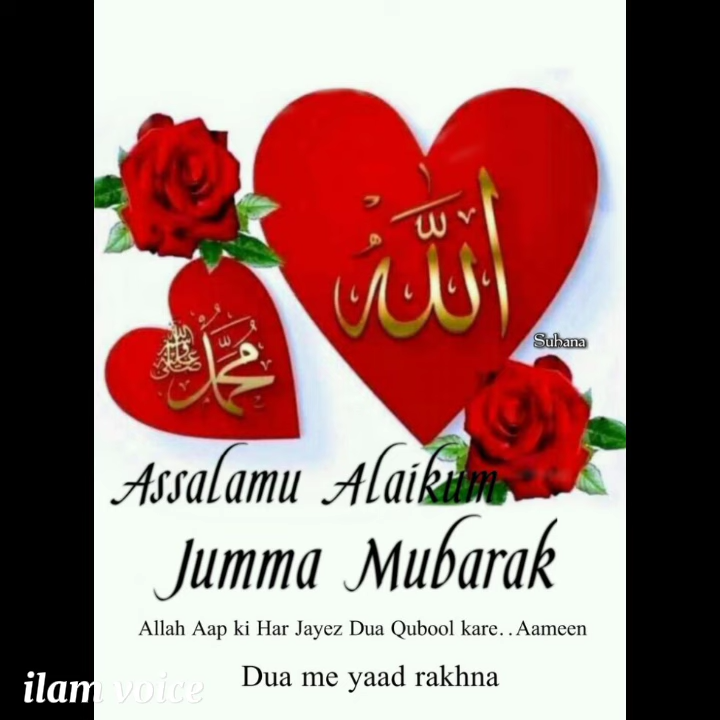 الله
محمد
صلى الله عليه وسلم
Subana
Assalamu Alaikum
Jumma Mubarak
Allah Aap ki Har Jayez Dua Qubool kare..Aameen
Dua me yaad rakhna
ilam voice